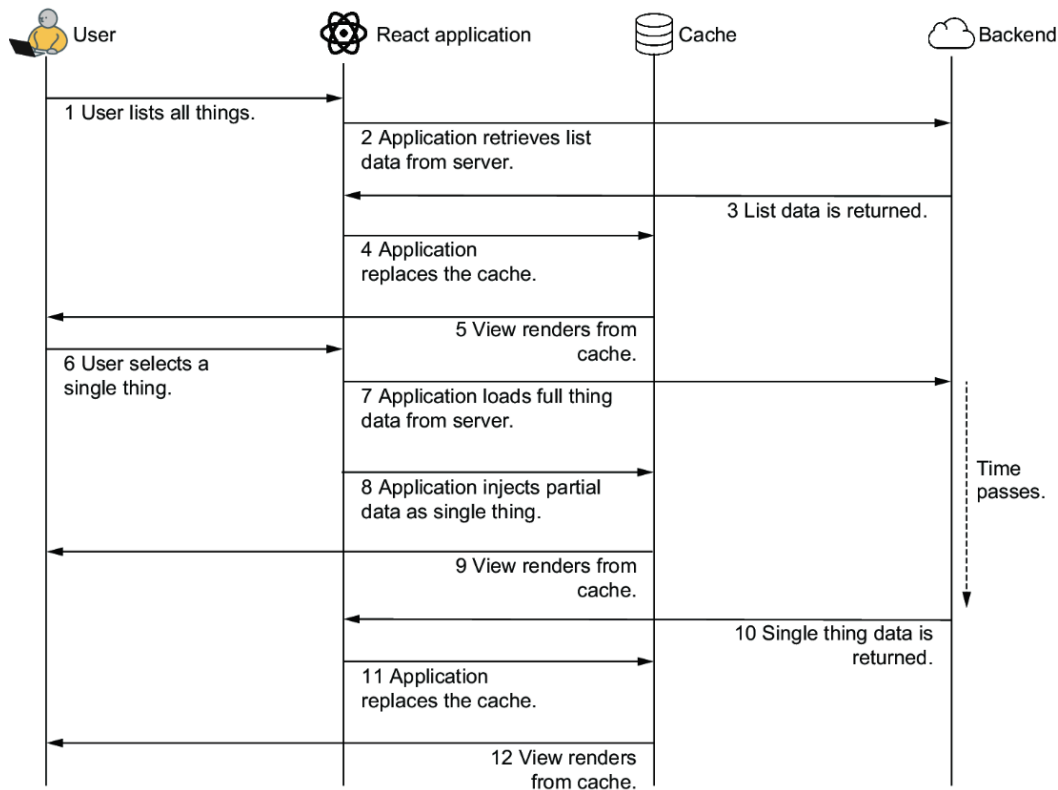 User
React application
Cache
Backend
1 User lists all things.
2 Application retrieves list
data from server.
3 List data is returned.
4 Application
replaces the cache.
5 View renders from
cache.
6 User selects a
single thing.
7 Application loads full thing
data from server.
Time
passes.
8 Application injects partial
data as single thing.
9 View renders from
cache.
10 Single thing data is
returned.
11 Application
replaces the cache.
12 View renders
from cache.